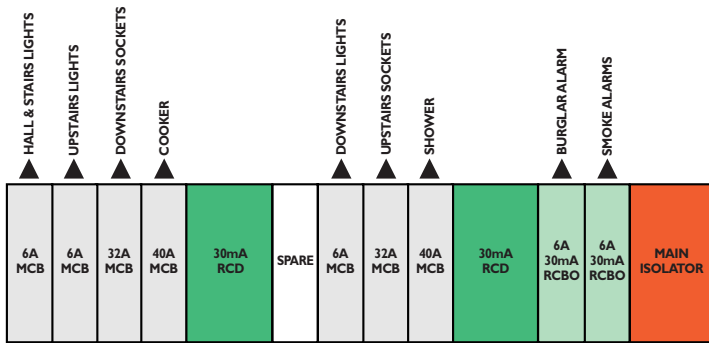 HALL & STAIRS LIGHTS
UPSTAIRS LIGHTS
DOWNSTAIRS SOCKETS
COOKER
DOWNSTAIRS LIGHTS
UPSTAIRS SOCKETS
SHOWER
BURGLAR ALARM
SMOKE ALARMS
6A
MCB
6A
MCB
32A
MCB
40A
MCB
30mA
RCD
SPARE
6A
MCB
32A
MCB
40A
MCB
30mA
RCD
6A
30mA
RCBO
6A
30mA
RCBO
MAIN
ISOLATOR